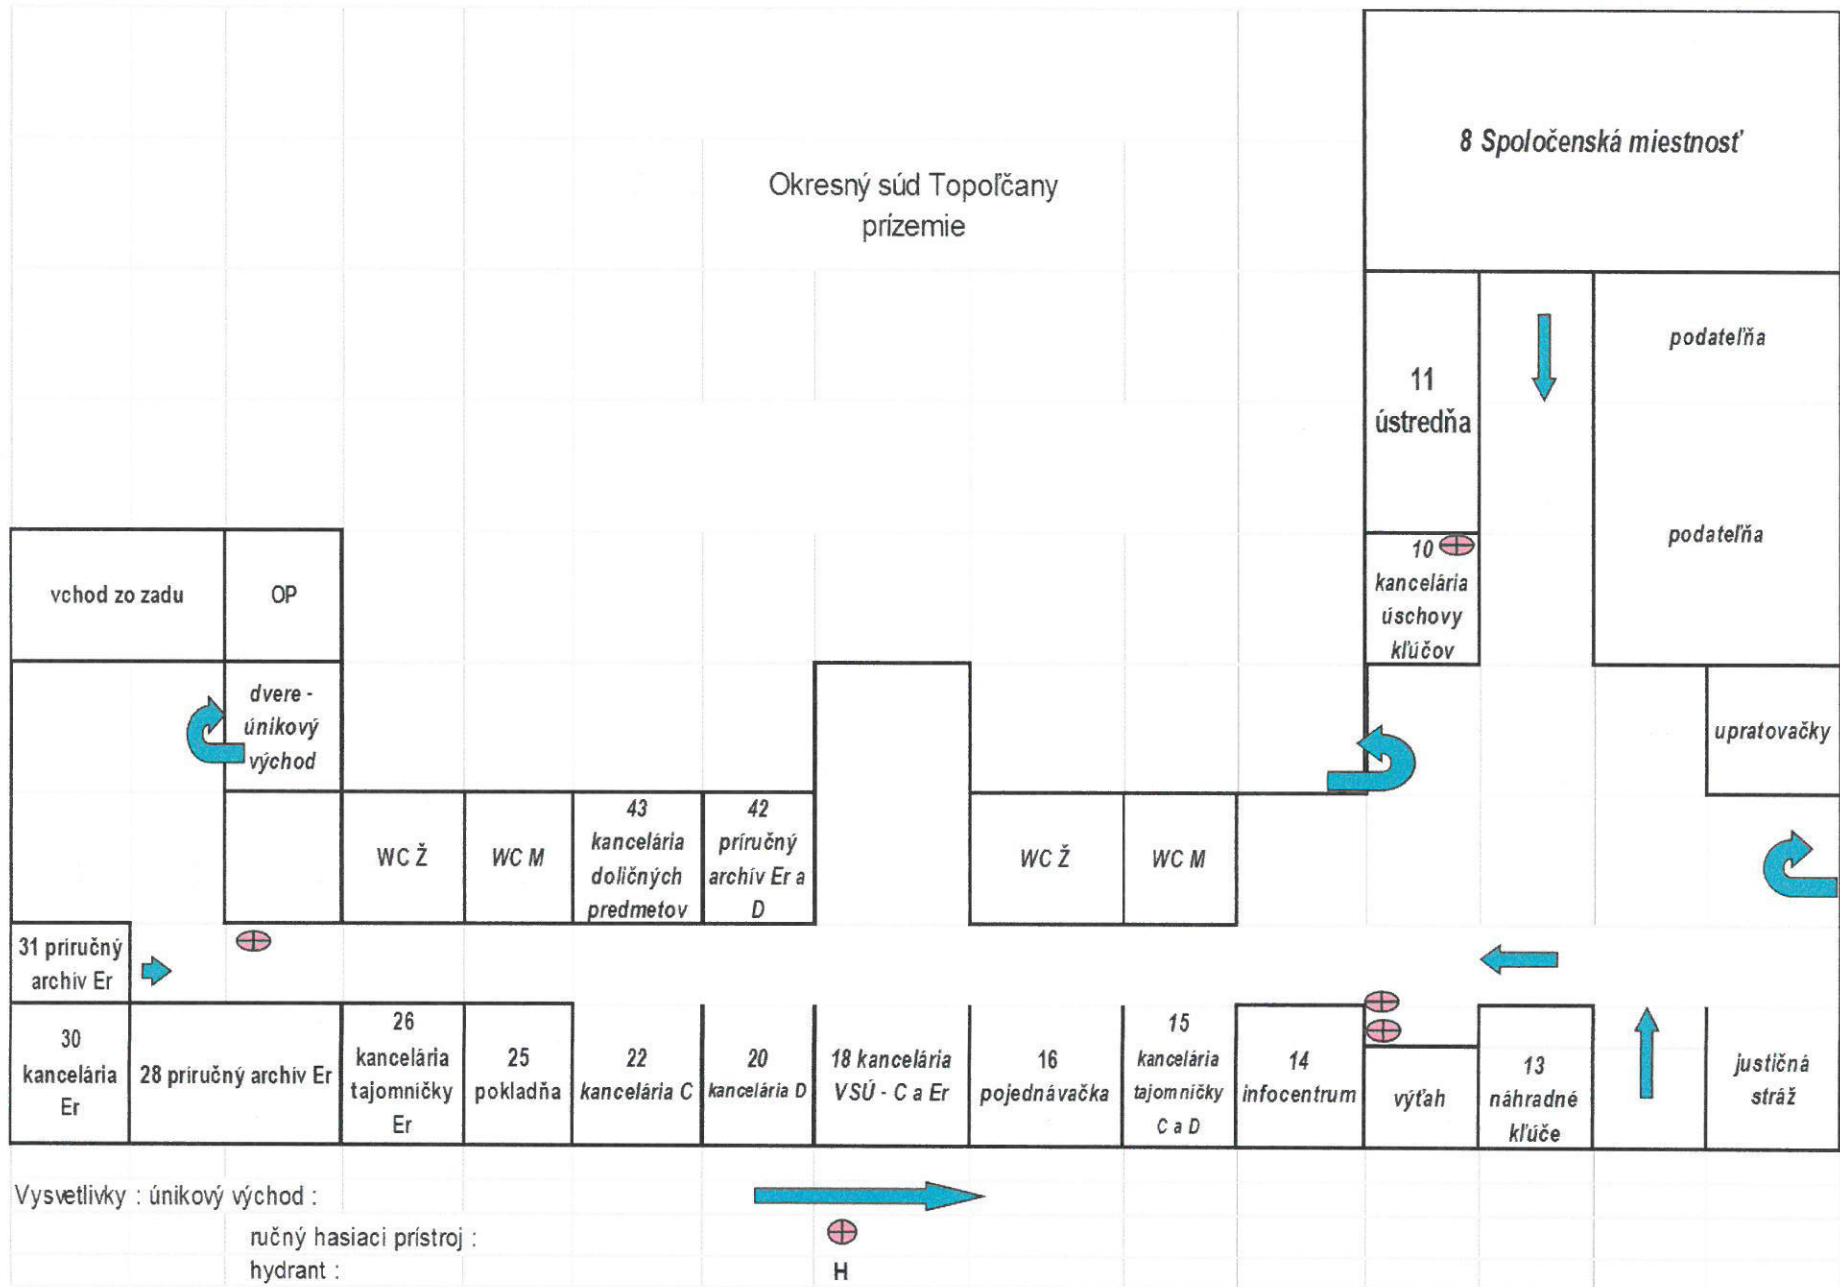 Okresný súd Topoľčany
prízemie
8 Spoločenská miestnosť
11
ústredňa
podateľňa
podateľňa
10
kancelária
úschovy
kľúčov
upratovačky
vchod zo zadu
OP
dvere -
únikový
východ
WC Ž
WC M
43
kancelária
doličných
predmetov
42
príručný
archív Er a
D
WC Ž
WC M
31 príručný
archív Er
30
kancelária
Er
28 príručný archív Er
26
kancelária
tajomníčky
Er
25
pokladňa
22
kancelária C
20
kancelária D
18 kancelária
VSÚ - C a Er
16
pojednávačka
15
kancelária
tajomníčky
C a D
14
infocentrum
výťah
13
náhradné
kľúče
justičná
stráž
Vysvetlivky : únikový východ :
ručný hasiaci prístroj :
hydrant :
H